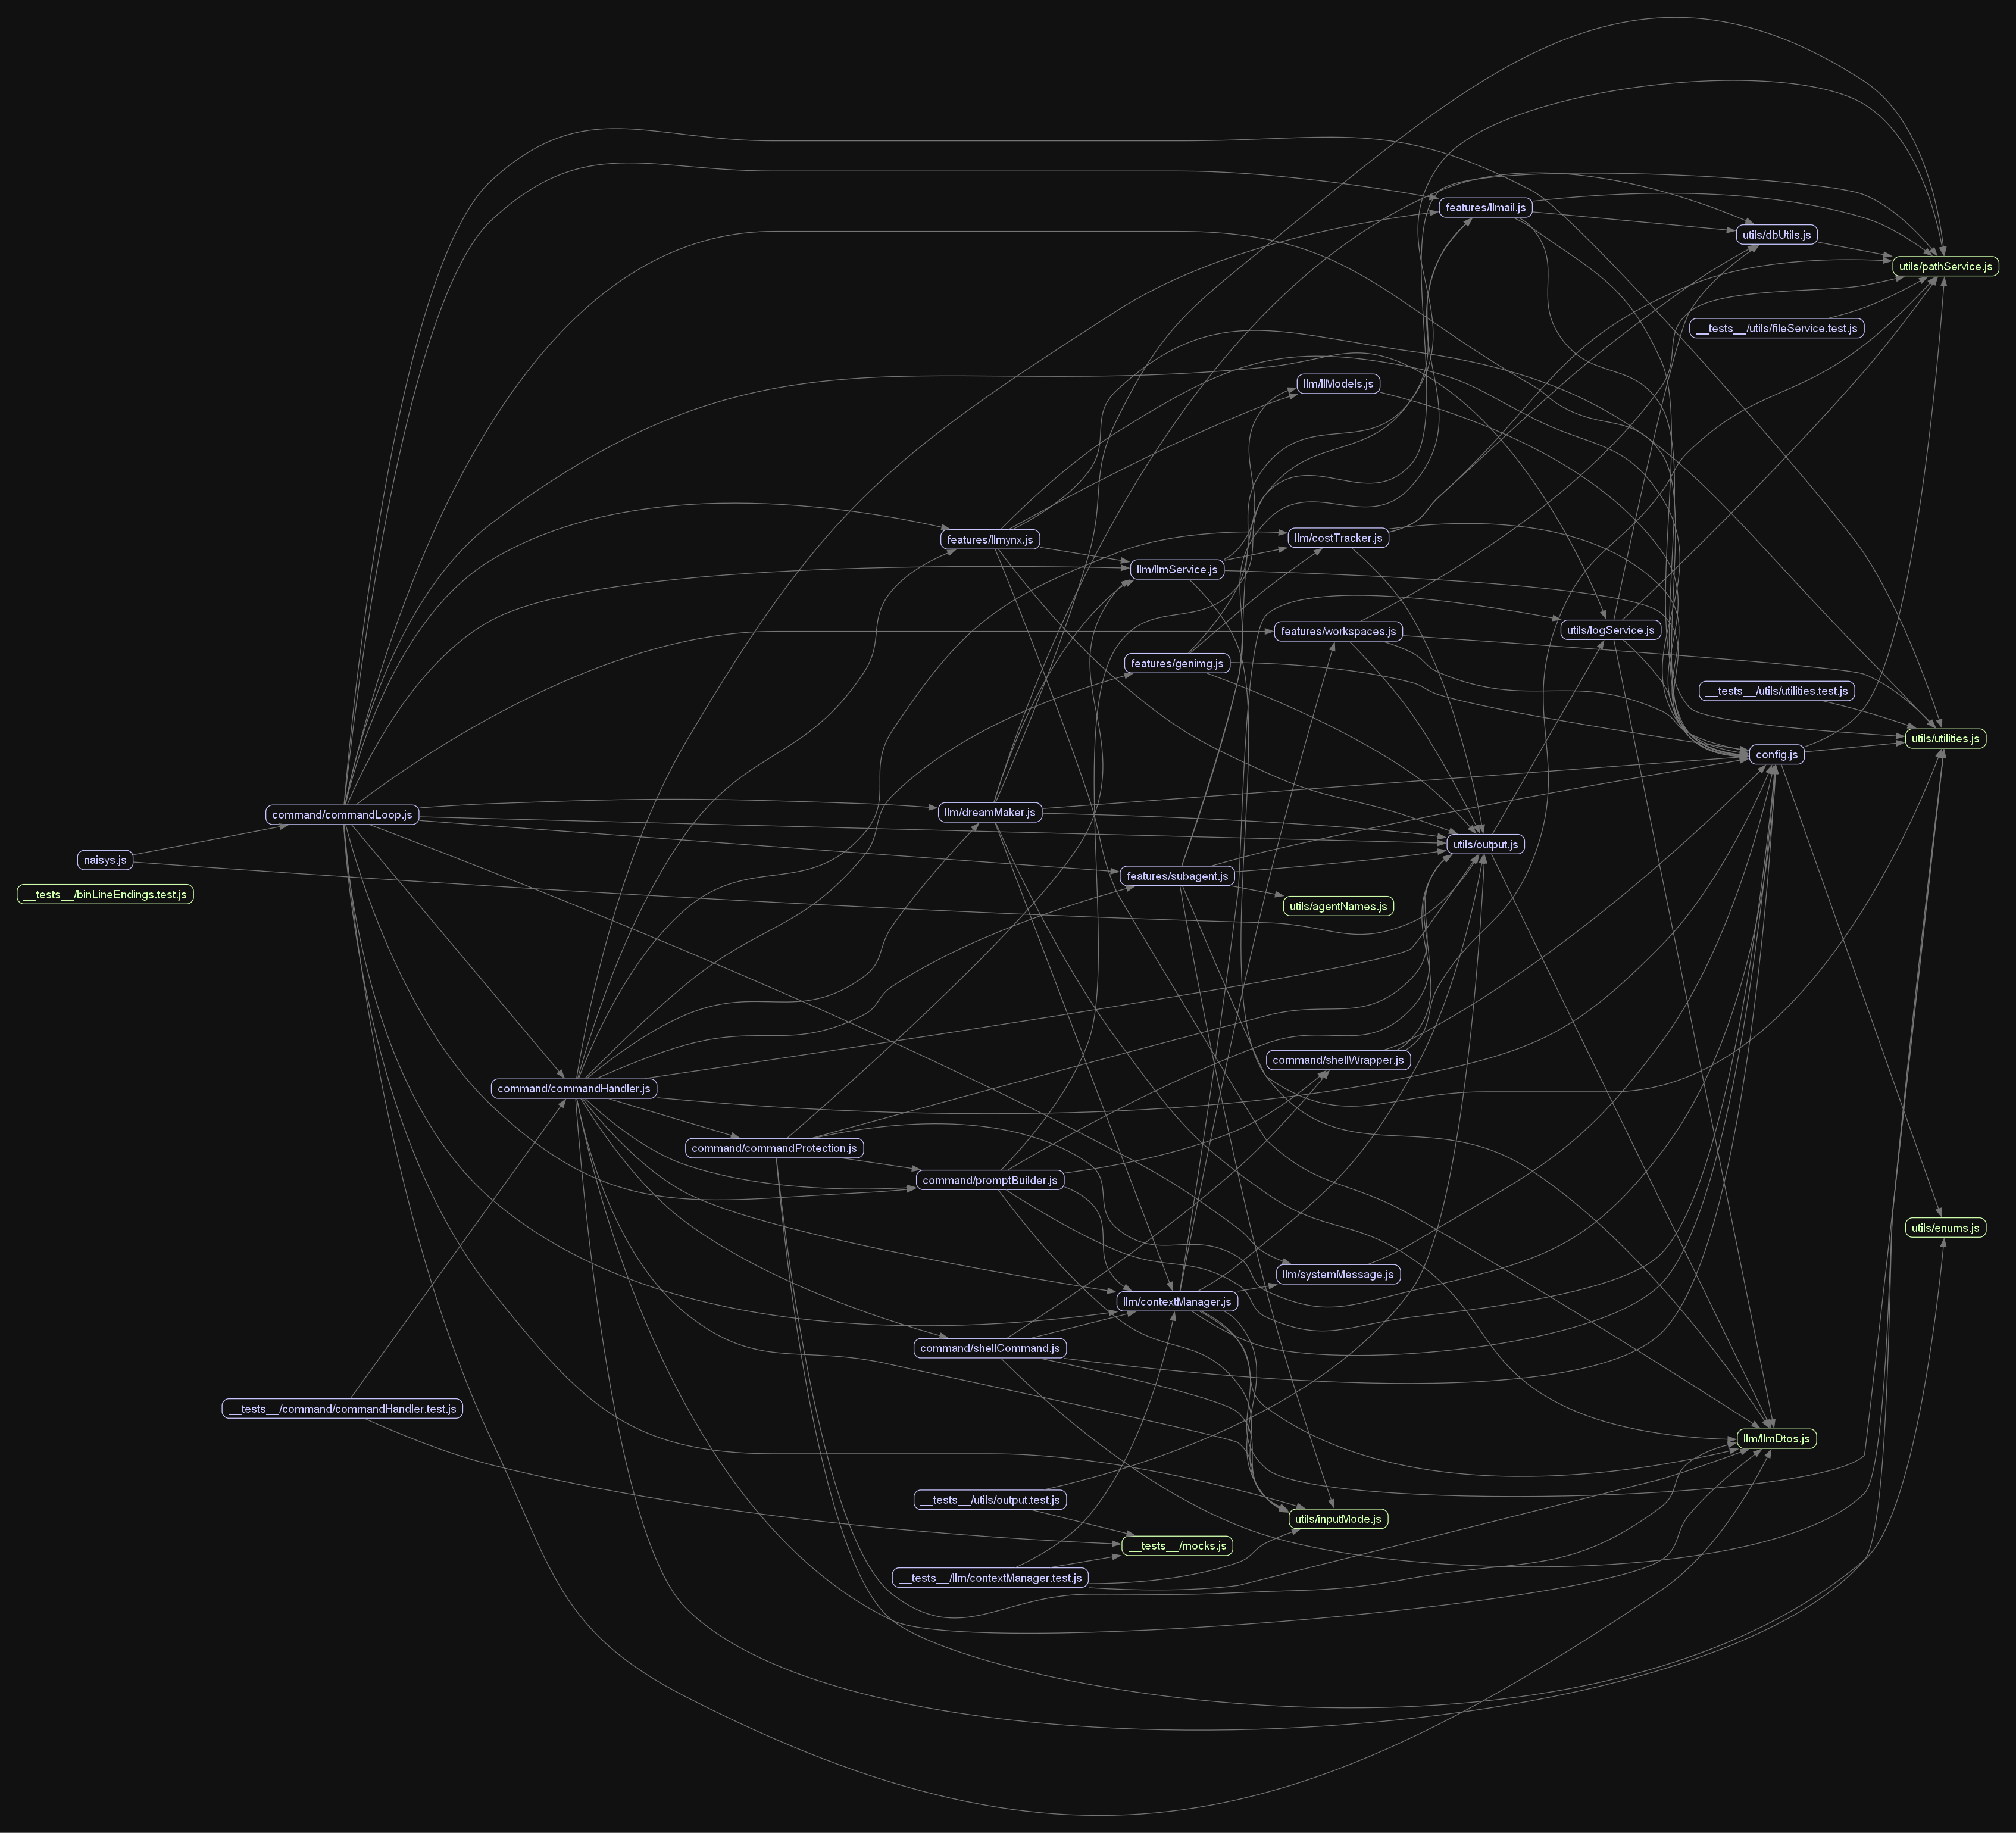 features/llmail.js
utils/dbUtils.js
utils/pathService.js
__tests__/utils/fileService.test.js
llm/llModels.js
features/llmynx.js
llm/costTracker.js
llm/llmService.js
features/workspaces.js
utils/logService.js
features/genimg.js
__tests__/utils/utilities.test.js
utils/utilities.js
config.js
command/commandLoop.js
llm/dreamMaker.js
utils/output.js
naisys.js
features/subagent.js
__tests__/binLineEndings.test.js
utils/agentNames.js
command/shellWrapper.js
command/commandHandler.js
command/commandProtection.js
command/promptBuilder.js
utils/enums.js
llm/systemMessage.js
llm/contextManager.js
command/shellCommand.js
__tests__/command/commandHandler.test.js
llm/llmDtos.js
__tests__/utils/output.test.js
utils/inputMode.js
__tests__/mocks.js
__tests__/llm/contextManager.test.js